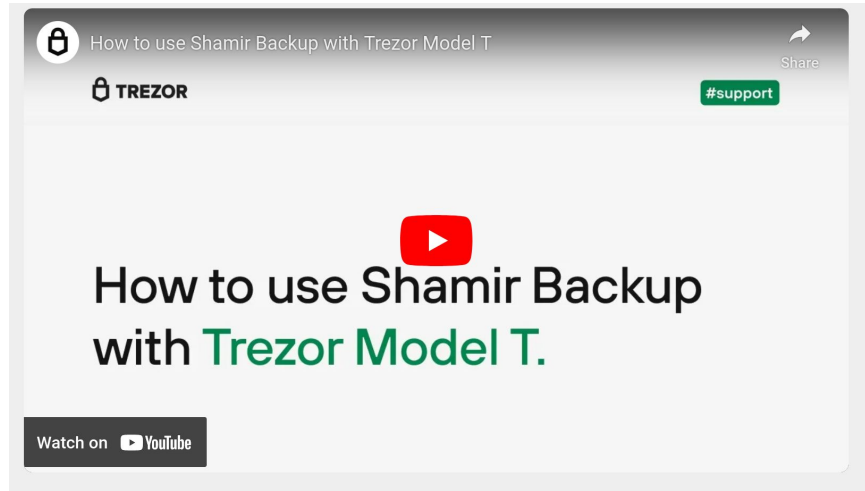 How to use Shamir Backup with Trezor Model T
Share
TREZOR
#support
How to use Shamir Backup
with Trezor Model T.
Watch on YouTube